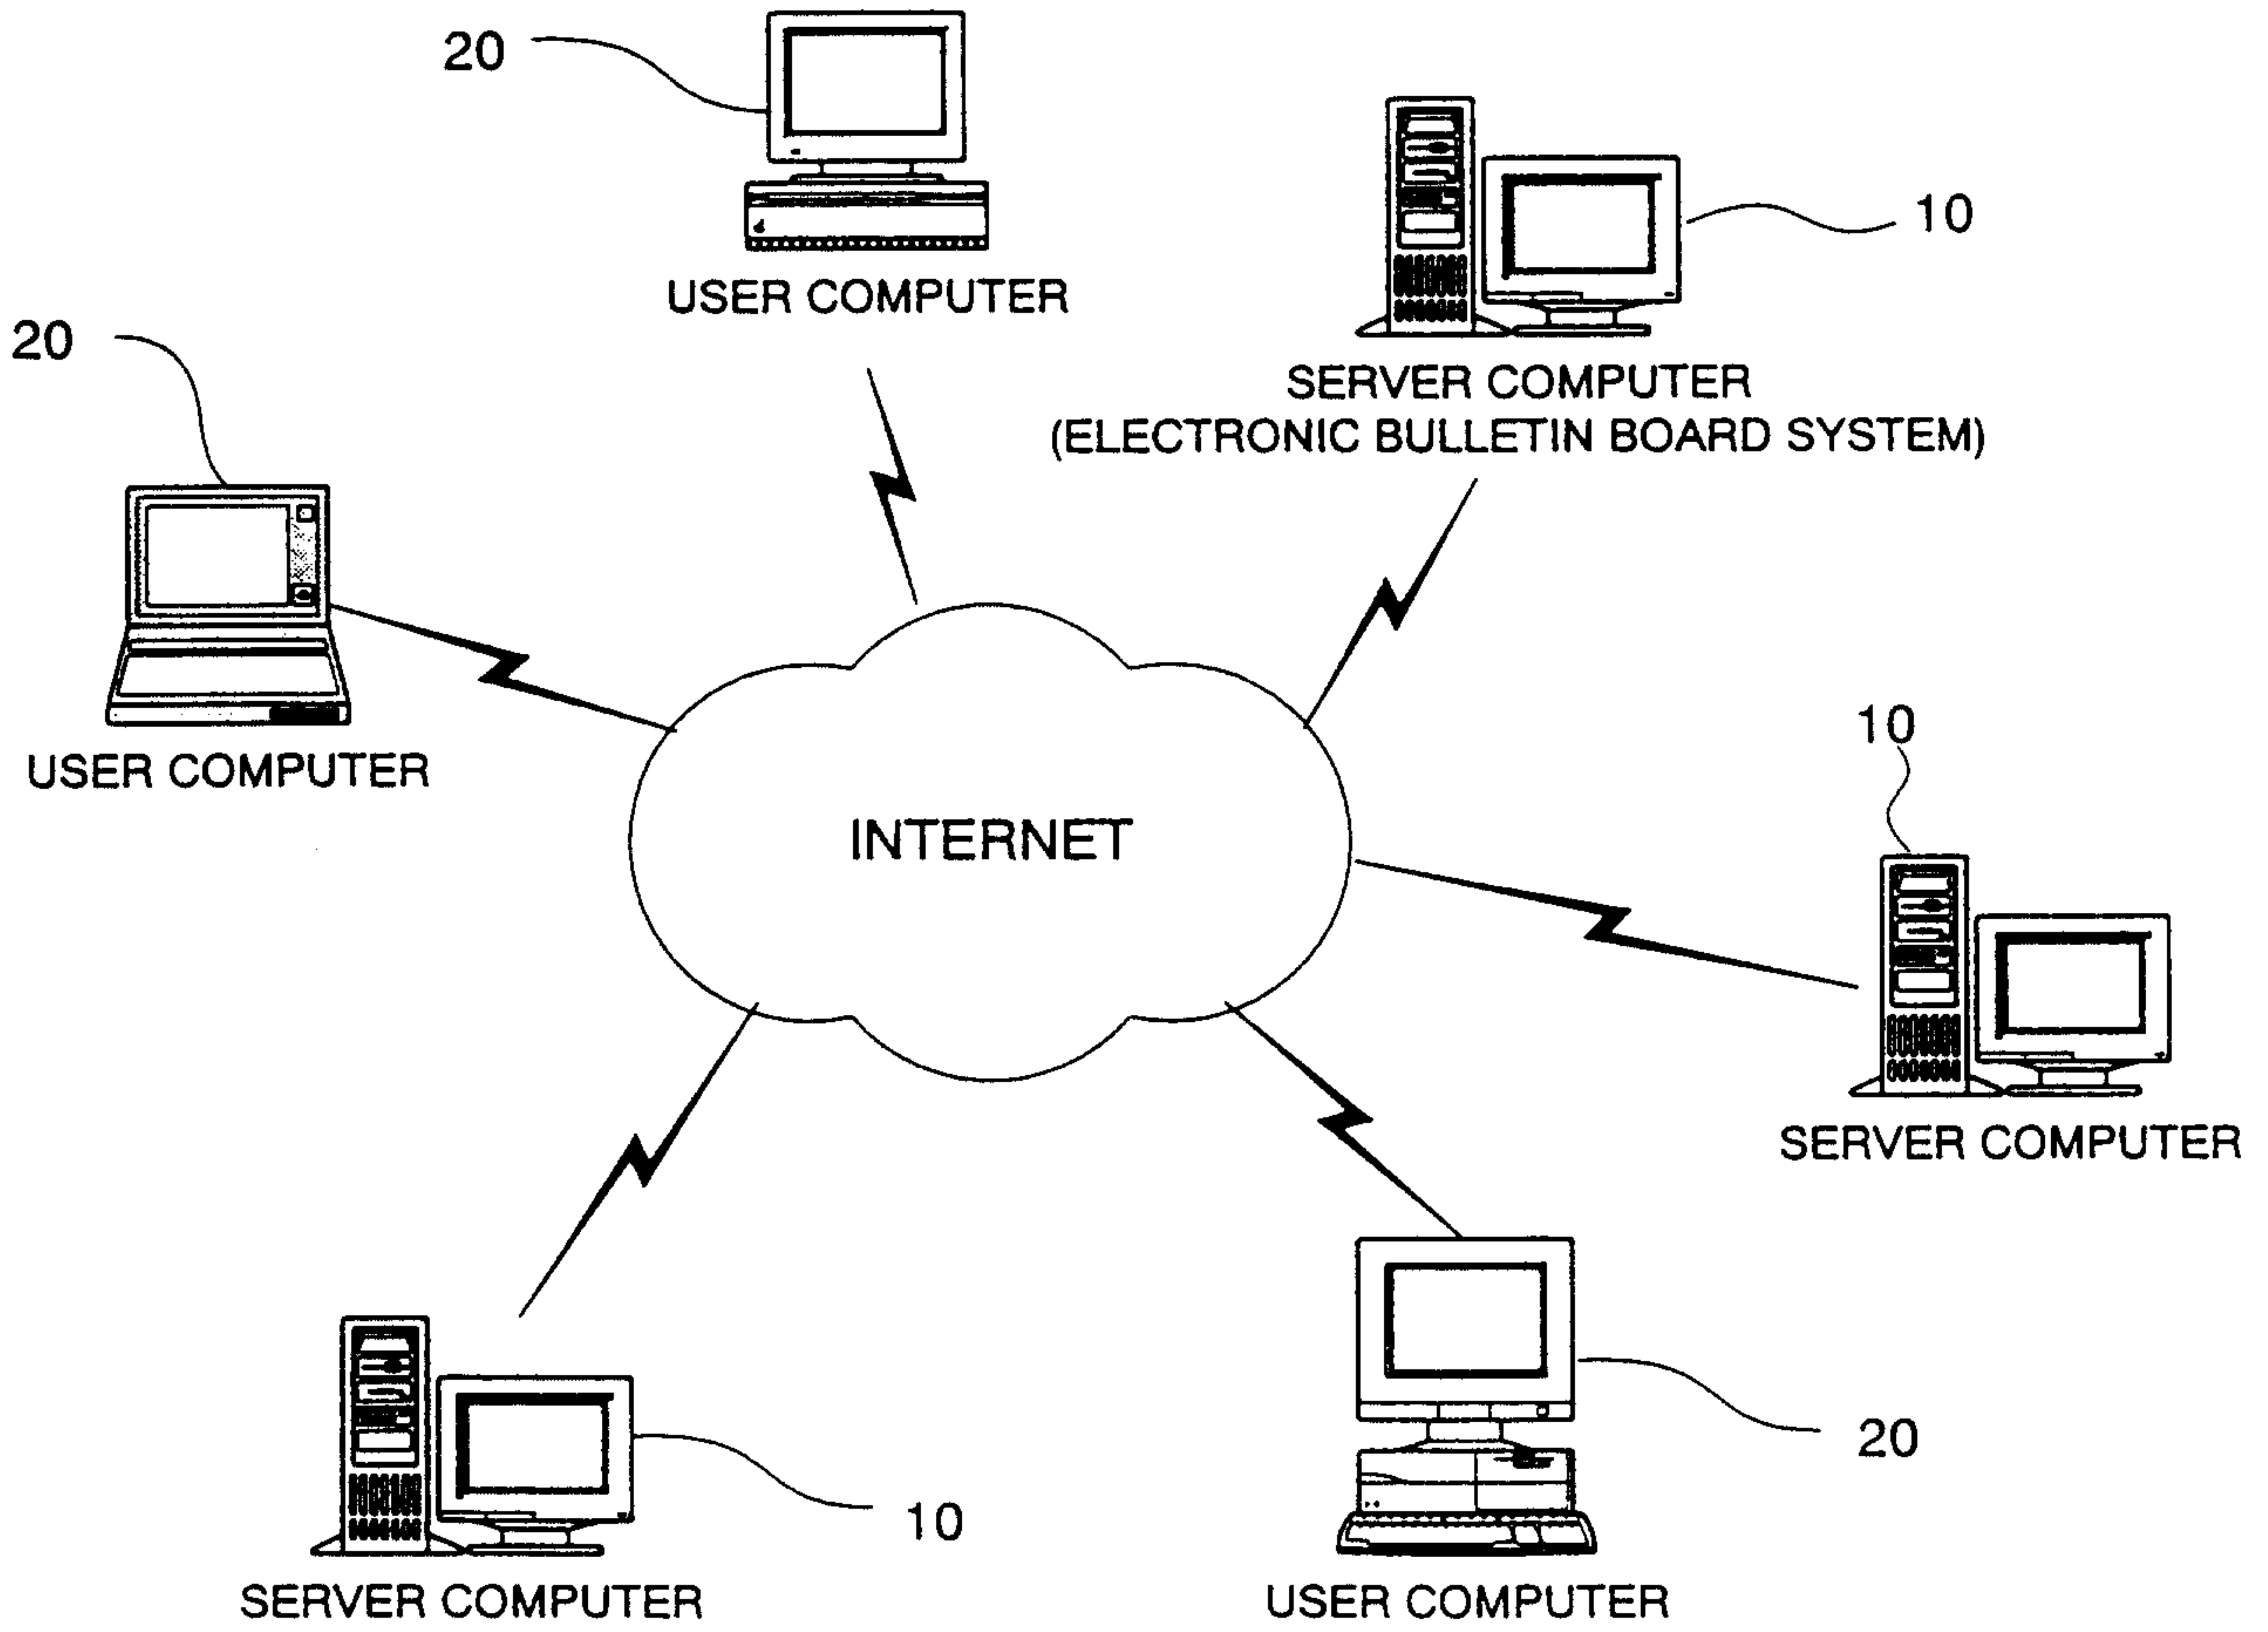 20
USER COMPUTER
10
SERVER COMPUTER
(ELECTRONIC BULLETIN BOARD SYSTEM)
20
USER COMPUTER
INTERNET
10
SERVER COMPUTER
10
SERVER COMPUTER
20
USER COMPUTER